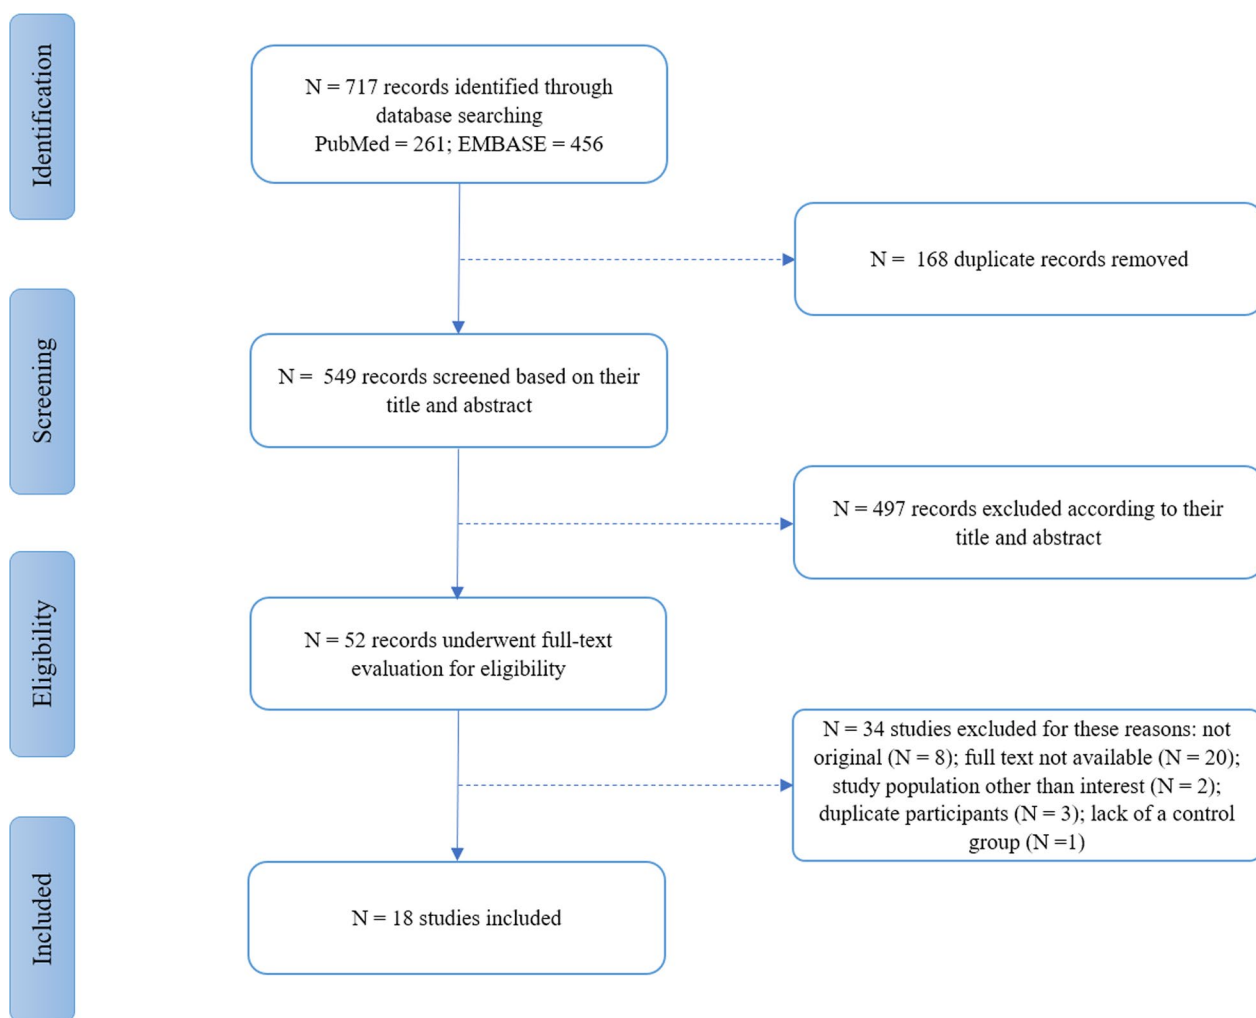 Identification
N = 717 records identified through
database searching
PubMed = 261; EMBASE = 456
N =  168 duplicate records removed
Screening
N =  549 records screened based on their
title and abstract
N = 497 records excluded according to their
title and abstract
Eligibility
N = 52 records underwent full-text
evaluation for eligibility
N = 34 studies excluded for these reasons: not
original (N = 8); full text not available (N = 20);
study population other than interest (N = 2);
duplicate participants (N = 3); lack of a control
group (N =1)
Included
N = 18 studies included